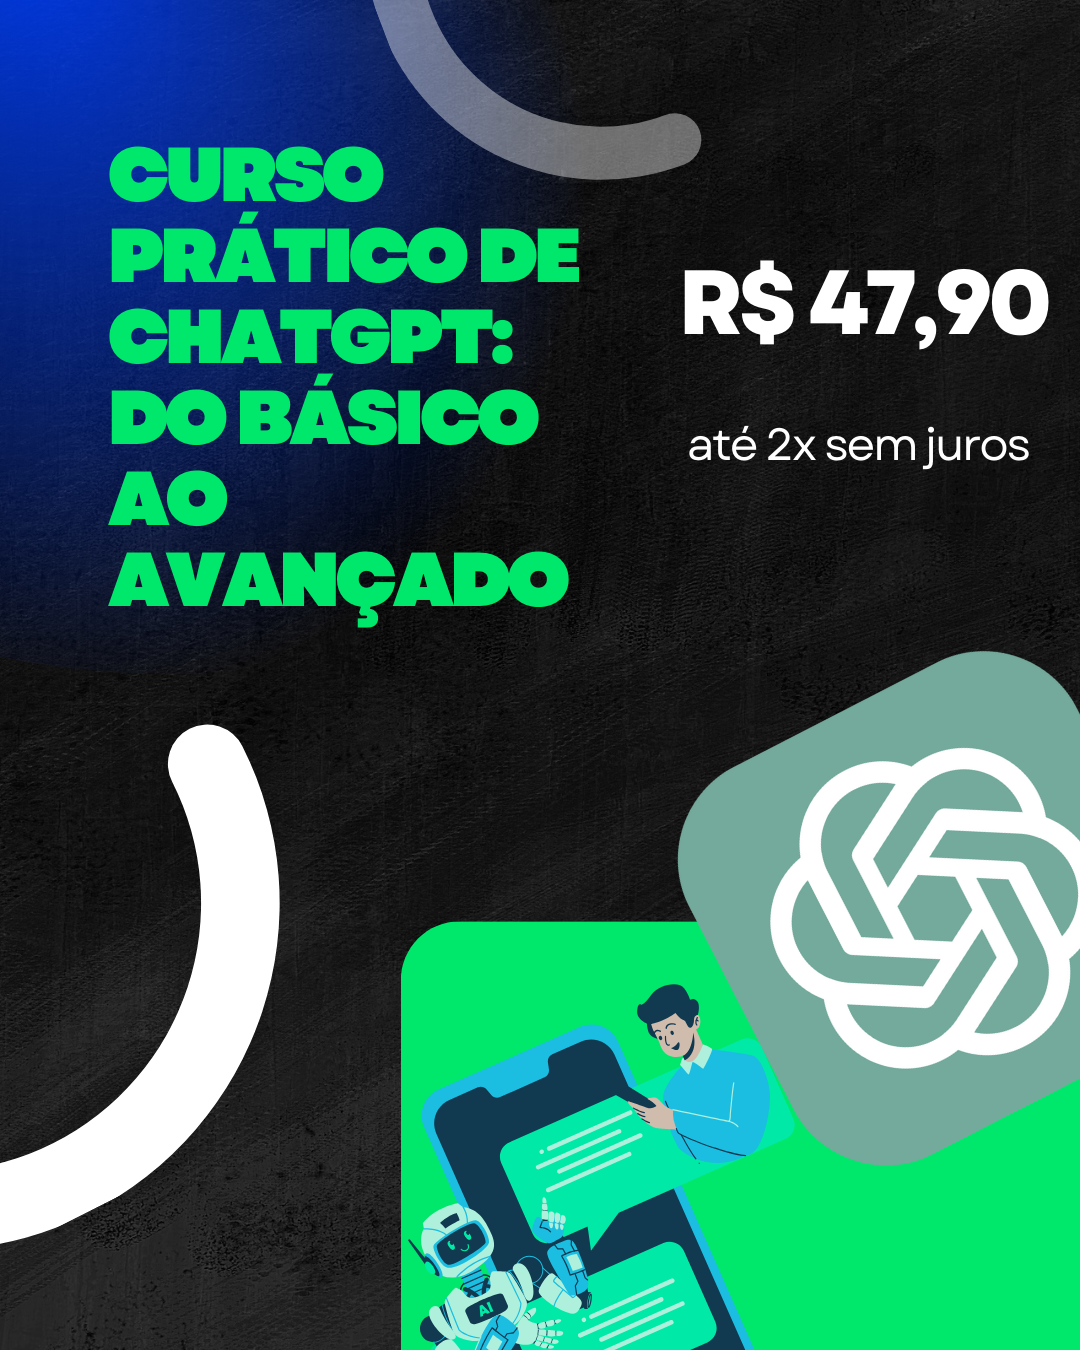 CURSO
PRÁTICO DE
CHATGPT:
DO BÁSICO
AO
AVANÇADO
R$ 47,90
até 2x sem juros
AI